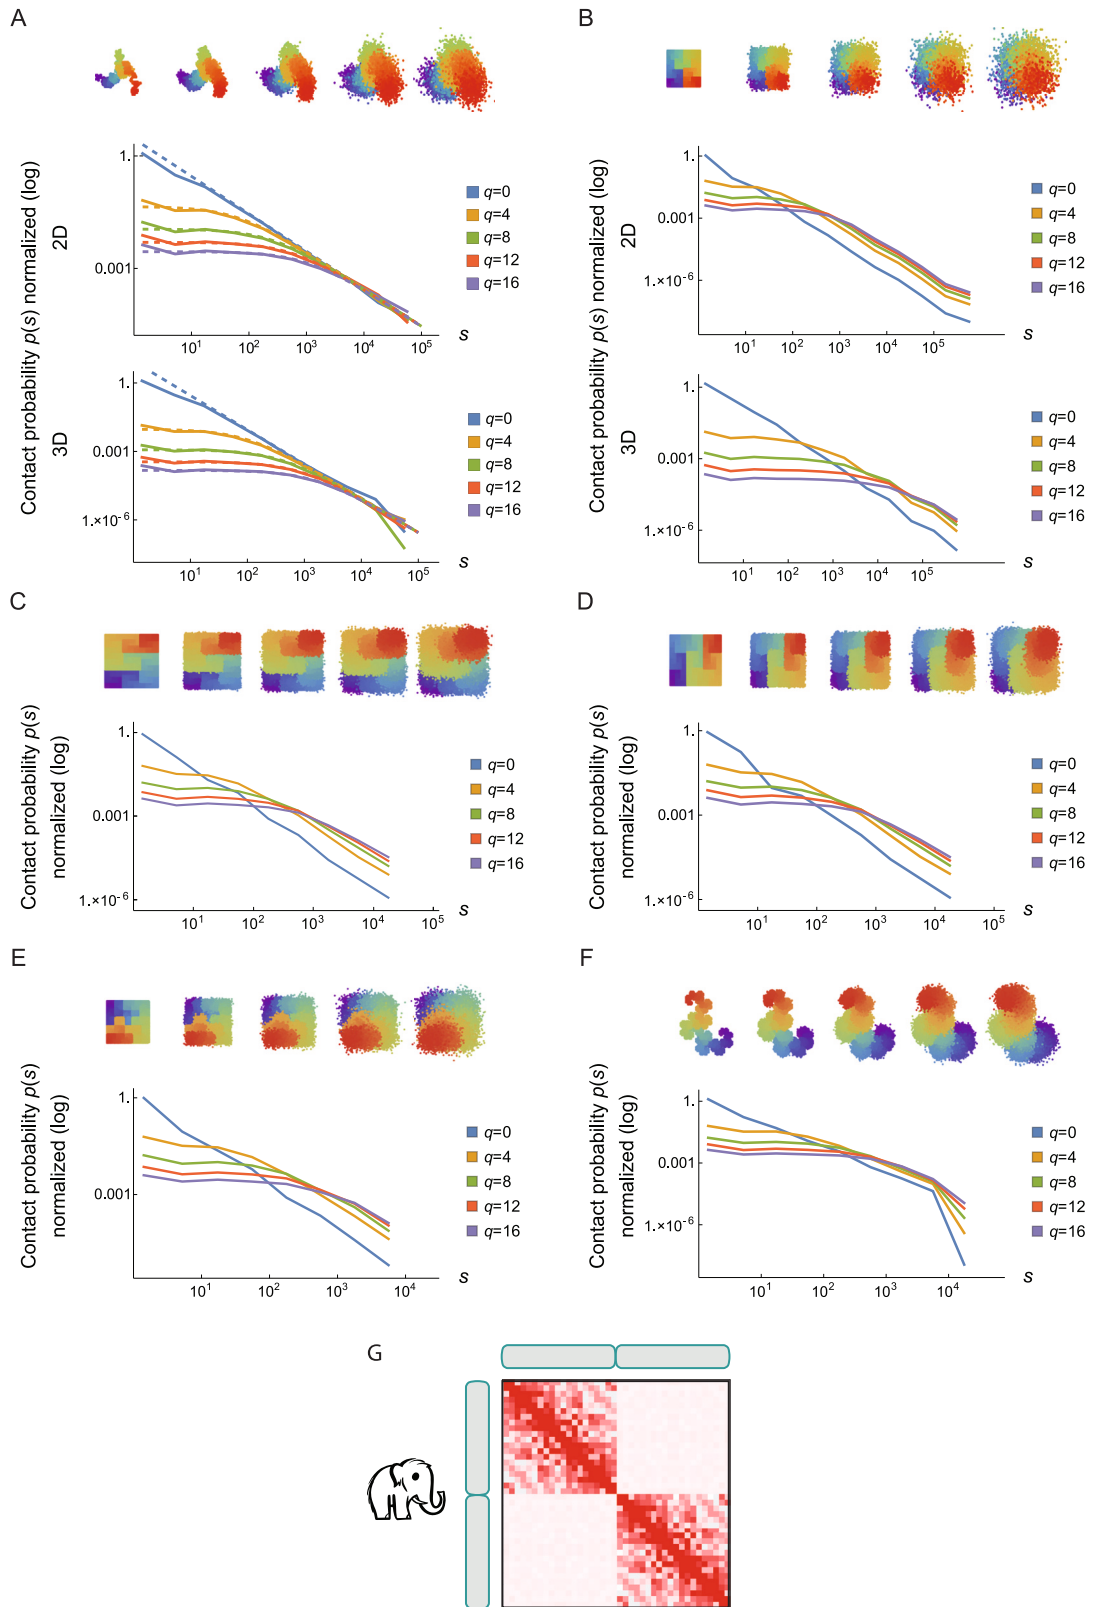 A
2D
Contact probability p(s) normalized (log)
1.
0.001
10¹ 10² 10³ 10⁴ 10⁵
s
q=0
q=4
q=8
q=12
q=16
3D
1.
0.001
1.×10⁻⁶
10¹ 10² 10³ 10⁴ 10⁵
s
q=0
q=4
q=8
q=12
q=16
B
2D
Contact probability p(s) normalized (log)
1.
0.001
1.×10⁻⁶
10¹ 10² 10³ 10⁴ 10⁵
s
q=0
q=4
q=8
q=12
q=16
3D
1.
0.001
1.×10⁻⁶
10¹ 10² 10³ 10⁴ 10⁵
s
q=0
q=4
q=8
q=12
q=16
C
Contact probability p(s)
normalized (log)
1.
0.001
1.×10⁻⁶
10¹ 10² 10³ 10⁴ 10⁵
s
q=0
q=4
q=8
q=12
q=16
D
Contact probability p(s)
normalized (log)
1.
0.001
1.×10⁻⁶
10¹ 10² 10³ 10⁴ 10⁵
s
q=0
q=4
q=8
q=12
q=16
E
Contact probability p(s)
normalized (log)
1.
0.001
10¹ 10² 10³ 10⁴
s
q=0
q=4
q=8
q=12
q=16
F
Contact probability p(s)
normalized (log)
1.
0.001
1.×10⁻⁶
10¹ 10² 10³ 10⁴
s
q=0
q=4
q=8
q=12
q=16
G